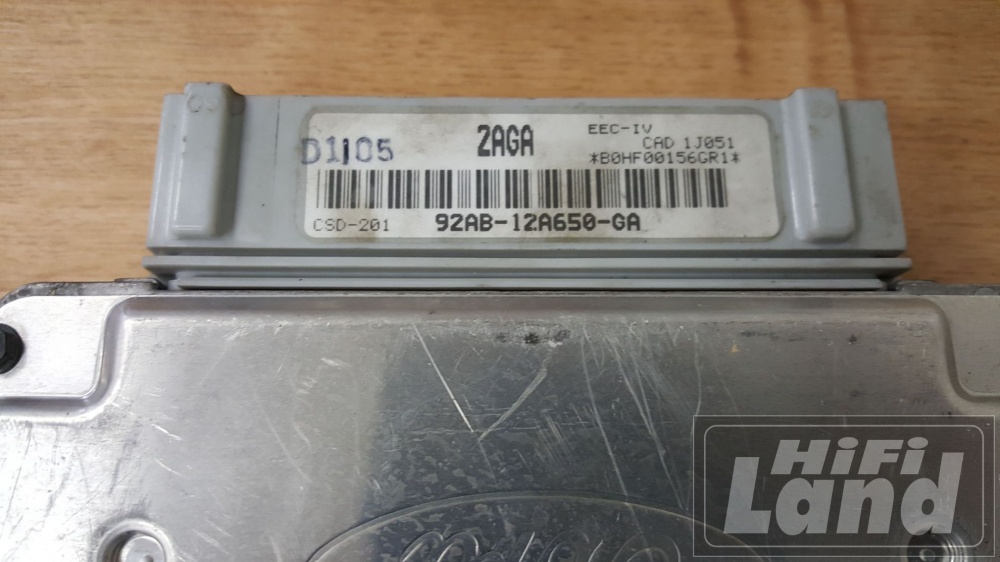 D1105
2AGA
EEC-IV
CAD 1J051
*B0HF00156GR1*
CSD-201
92AB-12A650-GA
HiFi
Land